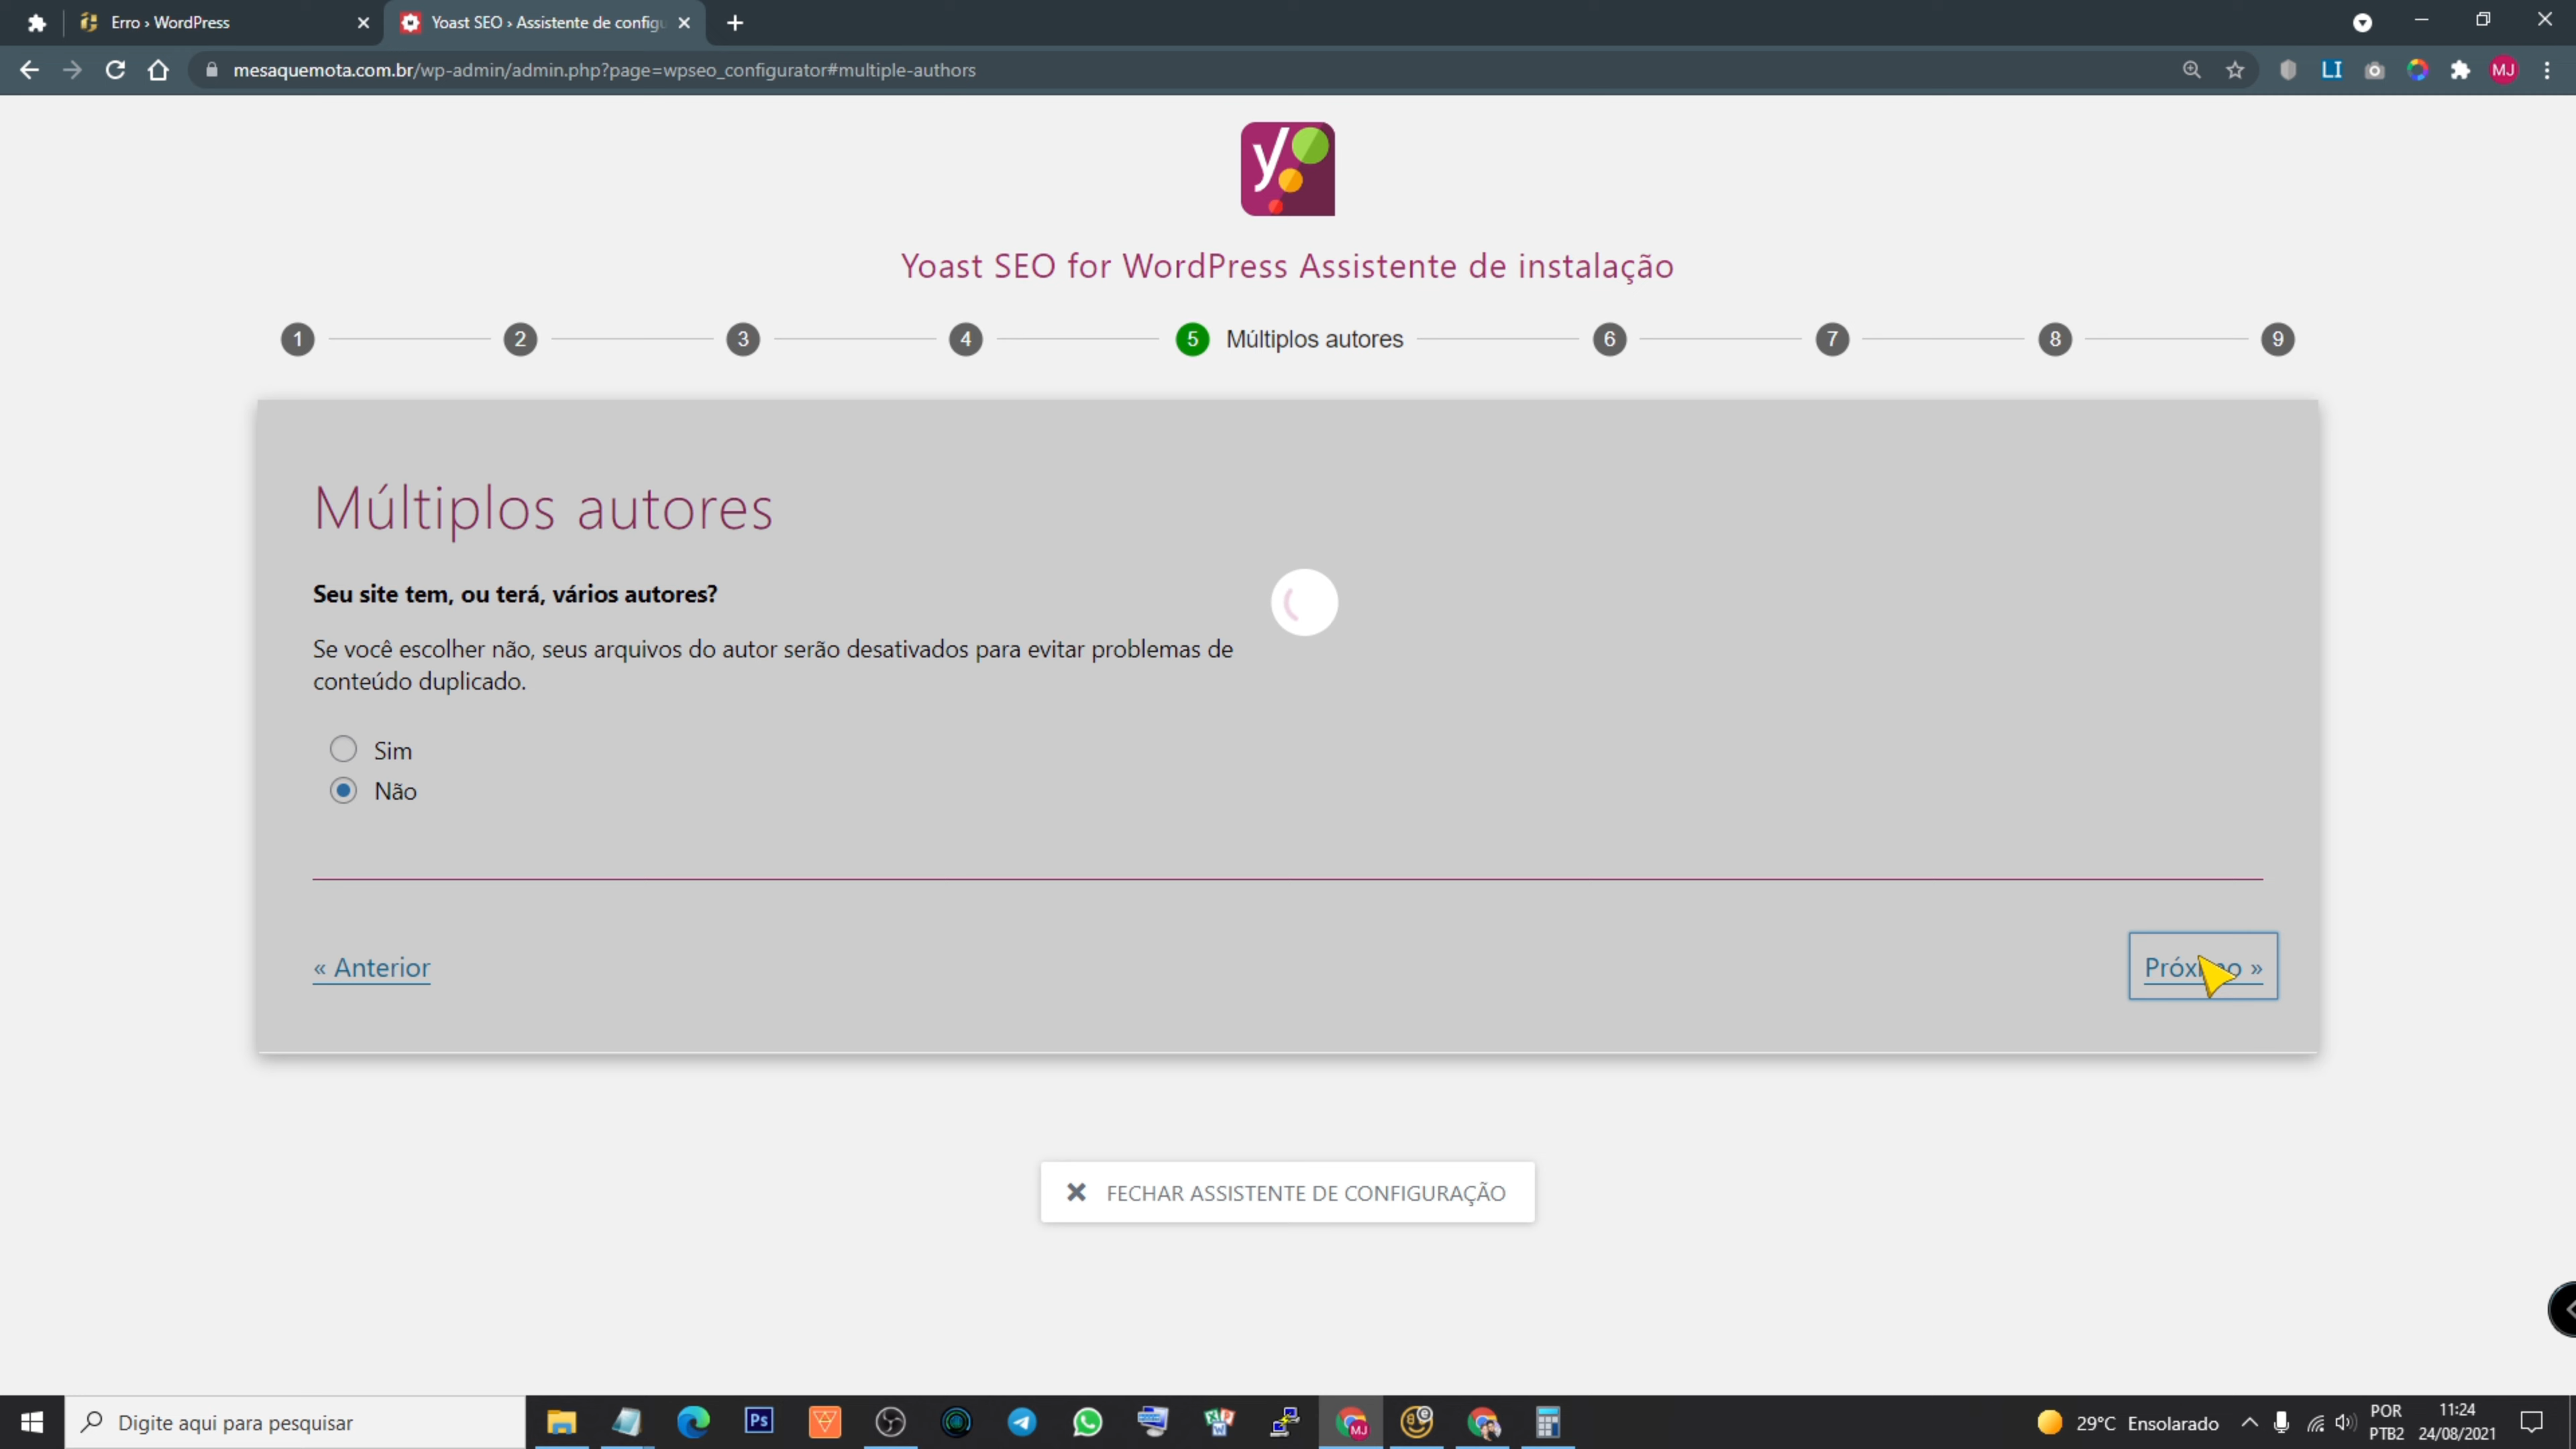 Erro › WordPress
Yoast SEO › Assistente de configu
mesaquemota.com.br/wp-admin/admin.php?page=wpseo_configurator#multiple-authors
LI
MJ
y
Yoast SEO for WordPress Assistente de instalação
1
2
3
4
5 Múltiplos autores
6
7
8
9
Múltiplos autores
Seu site tem, ou terá, vários autores?
Se você escolher não, seus arquivos do autor serão desativados para evitar problemas de
conteúdo duplicado.
Sim
Não
« Anterior
Próximo »
FECHAR ASSISTENTE DE CONFIGURAÇÃO
Digite aqui para pesquisar
Ps
MJ
29°C Ensolarado
POR
PTB2
11:24
24/08/2021